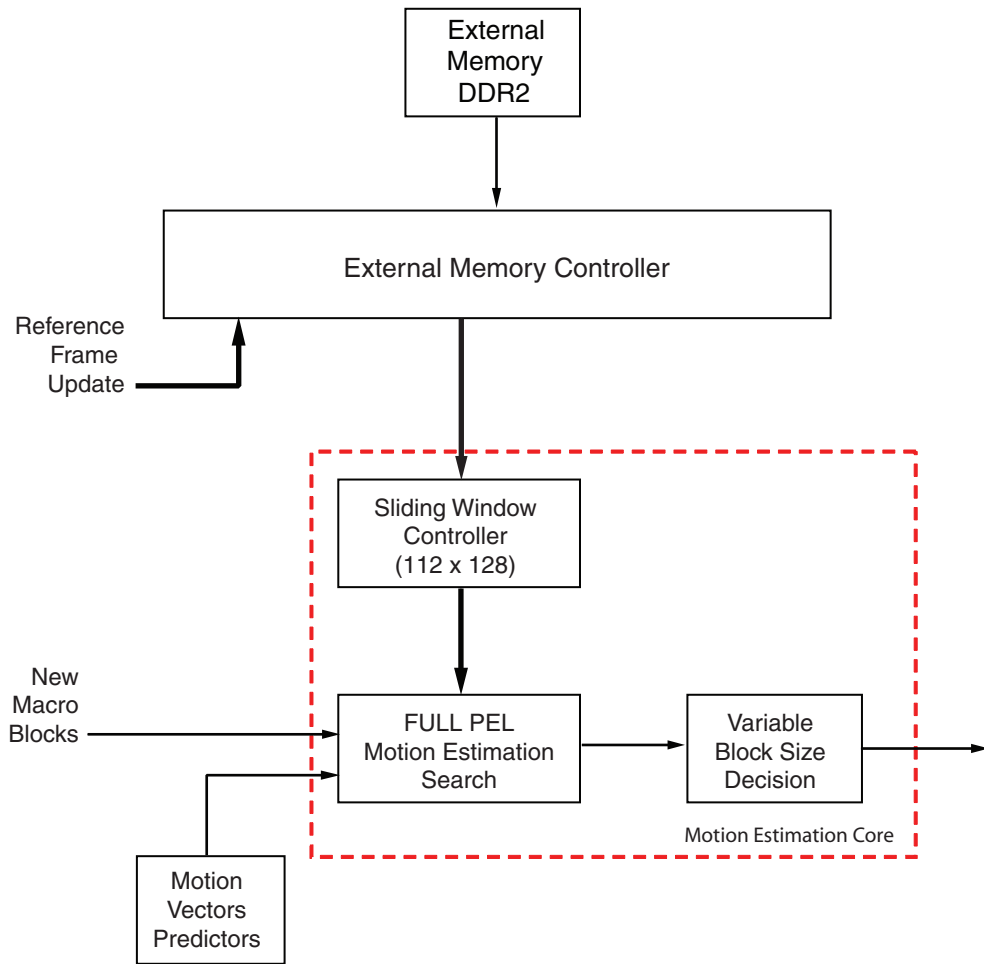 External
Memory
DDR2
External Memory Controller
Reference
Frame
Update
Sliding Window
Controller
(112 x 128)
New
Macro
Blocks
FULL PEL
Motion Estimation
Search
Variable
Block Size
Decision
Motion Estimation Core
Motion
Vectors
Predictors